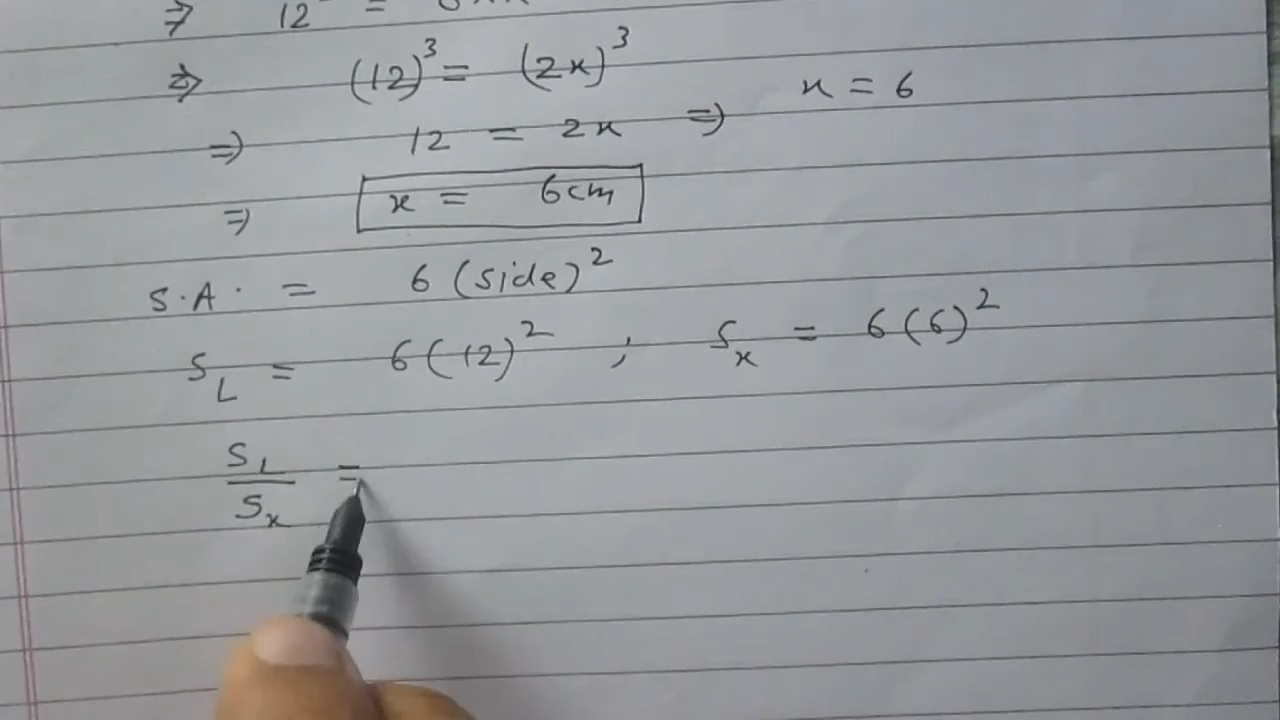 ⇒ 12 =
⇒ (12)³ = (2x)³
⇒ 12 = 2x ⇒ x = 6
⇒ x = 6cm
S.A. = 6 (side)²
S_L = 6(12)² ; S_x = 6(6)²
S_L/S_x =